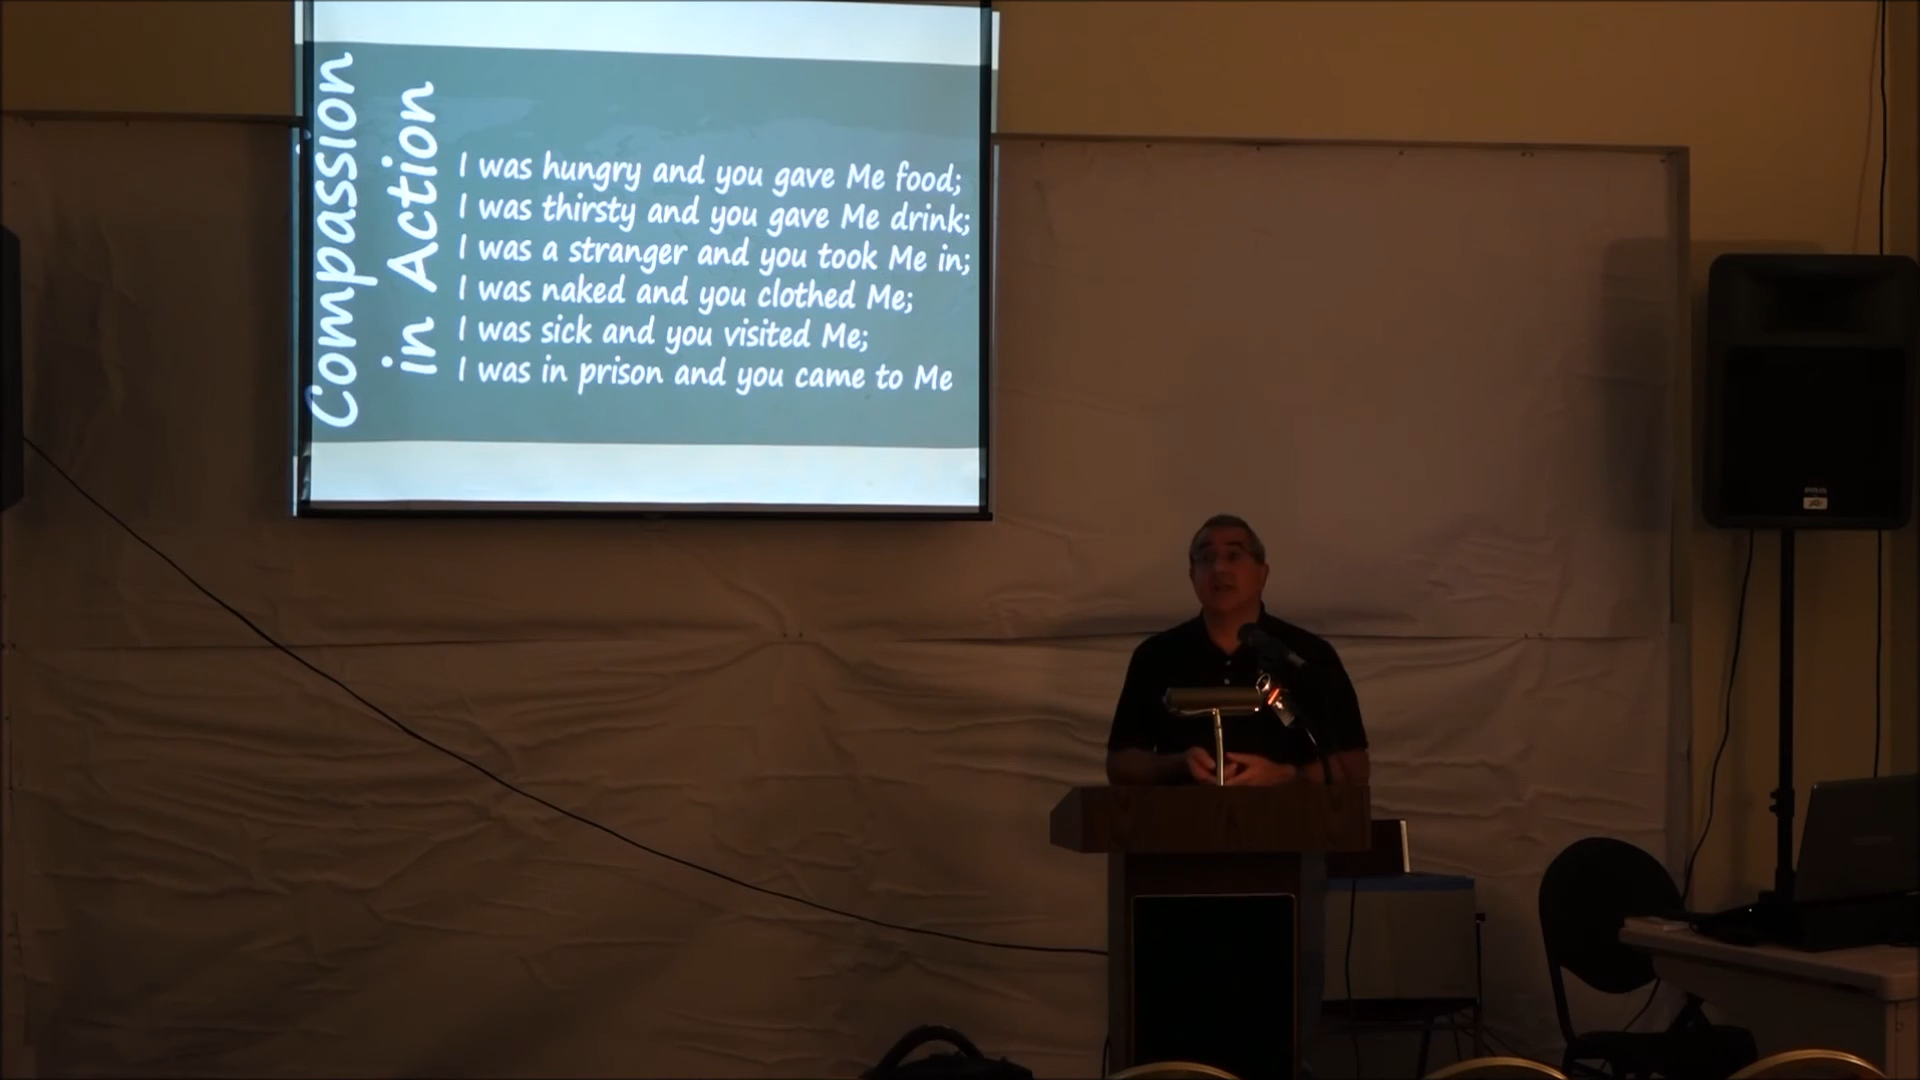 Compassion
in Action
I was hungry and you gave Me food;
I was thirsty and you gave Me drink;
I was a stranger and you took Me in;
I was naked and you clothed Me;
I was sick and you visited Me;
I was in prison and you came to Me